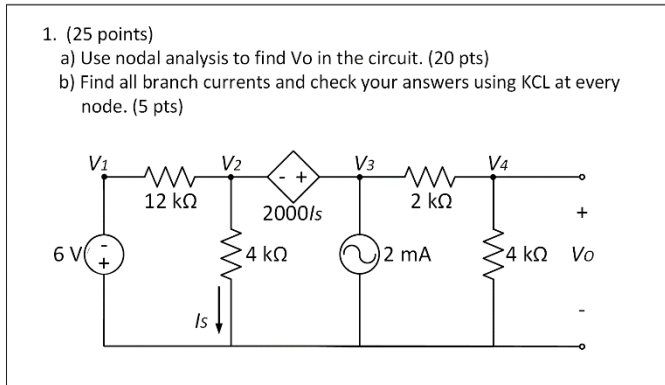 1. (25 points)
a) Use nodal analysis to find Vo in the circuit. (20 pts)
b) Find all branch currents and check your answers using KCL at every
node. (5 pts)
V1 V2 V3 V4
- +
12 kΩ 2000Is 2 kΩ
+
6 V - + 4 kΩ 2 mA 4 kΩ Vo
Is -